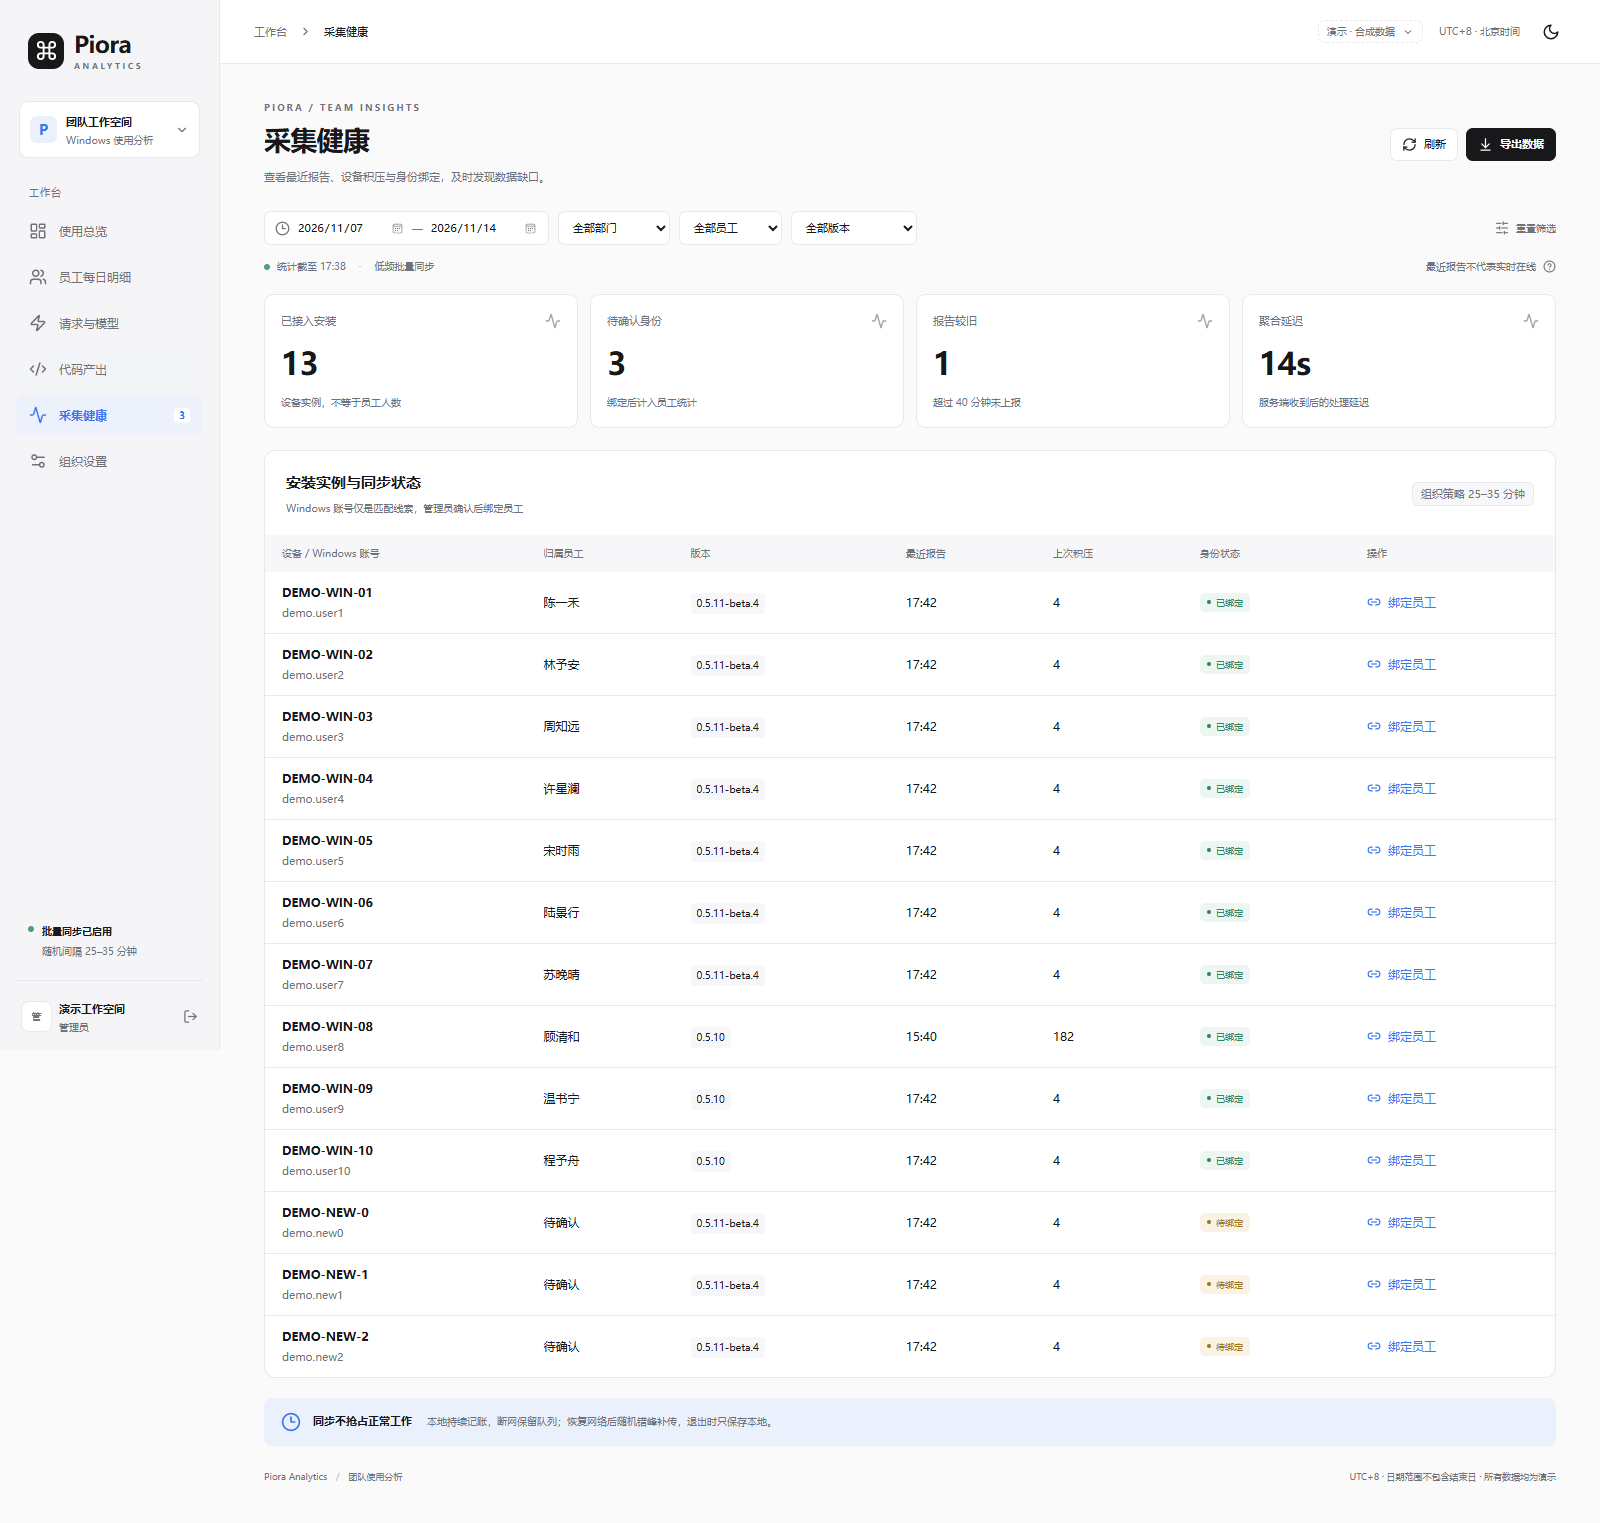 Piora
ANALYTICS
P
团队工作空间
Windows 使用分析
工作台
使用总览
员工每日明细
请求与模型
代码产出
采集健康 3
组织设置
批量同步已启用
随机间隔 25–35 分钟
管
演示工作空间
管理员
工作台 > 采集健康
演示 · 合成数据
UTC+8 · 北京时间
PIORA / TEAM INSIGHTS
采集健康
查看最近报告、设备积压与身份绑定，及时发现数据缺口。
刷新
导出数据
2026/11/07 — 2026/11/14
全部部门
全部员工
全部版本
重置筛选
统计截至 17:38 · 低频批量同步
最近报告不代表实时在线
已接入安装
13
设备实例，不等于员工人数
待确认身份
3
绑定后计入员工统计
报告较旧
1
超过 40 分钟未上报
聚合延迟
14s
服务端收到后的处理延迟
安装实例与同步状态
Windows 账号仅是匹配线索，管理员确认后绑定员工
组织策略 25–35 分钟
设备 / Windows 账号 归属员工 版本 最近报告 上次积压 身份状态 操作
DEMO-WIN-01
demo.user1
陈一禾 0.5.11-beta.4 17:42 4 已绑定 绑定员工
DEMO-WIN-02
demo.user2
林予安 0.5.11-beta.4 17:42 4 已绑定 绑定员工
DEMO-WIN-03
demo.user3
周知远 0.5.11-beta.4 17:42 4 已绑定 绑定员工
DEMO-WIN-04
demo.user4
许星澜 0.5.11-beta.4 17:42 4 已绑定 绑定员工
DEMO-WIN-05
demo.user5
宋时雨 0.5.11-beta.4 17:42 4 已绑定 绑定员工
DEMO-WIN-06
demo.user6
陆景行 0.5.11-beta.4 17:42 4 已绑定 绑定员工
DEMO-WIN-07
demo.user7
苏晚晴 0.5.11-beta.4 17:42 4 已绑定 绑定员工
DEMO-WIN-08
demo.user8
顾清和 0.5.10 15:40 182 已绑定 绑定员工
DEMO-WIN-09
demo.user9
温书宁 0.5.10 17:42 4 已绑定 绑定员工
DEMO-WIN-10
demo.user10
程予舟 0.5.10 17:42 4 已绑定 绑定员工
DEMO-NEW-0
demo.new0
待确认 0.5.11-beta.4 17:42 4 待绑定 绑定员工
DEMO-NEW-1
demo.new1
待确认 0.5.11-beta.4 17:42 4 待绑定 绑定员工
DEMO-NEW-2
demo.new2
待确认 0.5.11-beta.4 17:42 4 待绑定 绑定员工
同步不抢占正常工作 本地持续记账，断网保留队列；恢复网络后随机错峰补传，退出时只保存本地。
Piora Analytics / 团队使用分析
UTC+8 · 日期范围不包含结束日 · 所有数据均为演示